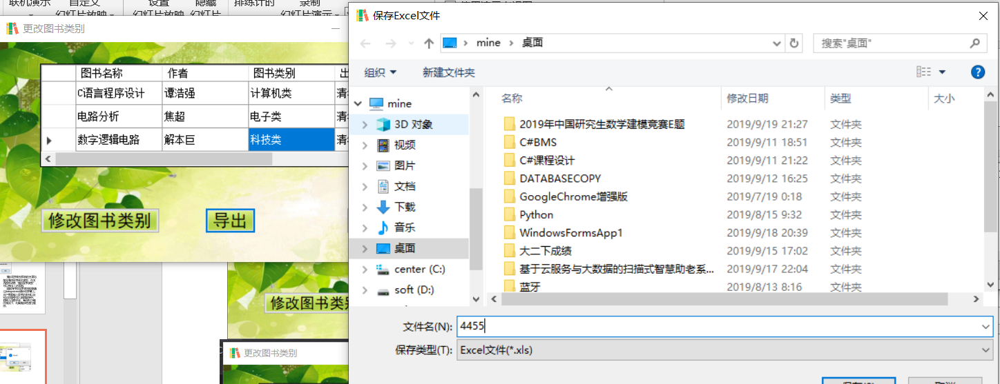 联机演示 自定义 设置 隐藏 排练计时 录制
幻灯片放映 幻灯片放映 幻灯片 幻灯片演示
更改图书类别
图书名称 作者 图书类别 出
C语言程序设计 谭浩强 计算机类 清
电路分析 焦超 电子类 清
数字逻辑电路 解本巨 科技类 清
修改图书类别 导出
修改图书类别
更改图书类别
保存Excel文件
mine 桌面
搜索"桌面"
组织 新建文件夹
名称 修改日期 类型 大小
mine
3D 对象
视频
图片
文档
下载
音乐
桌面
center (C:)
soft (D:)
2019年中国研究生数学建模竞赛E题 2019/9/19 21:27 文件夹
C#BMS 2019/9/11 18:51 文件夹
C#课程设计 2019/9/11 21:22 文件夹
DATABASECOPY 2019/9/12 16:25 文件夹
GoogleChrome增强版 2019/7/19 0:18 文件夹
Python 2019/8/15 9:32 文件夹
WindowsFormsApp1 2019/9/18 20:39 文件夹
大二下成绩 2019/9/15 17:02 文件夹
基于云服务与大数据的扫描式智慧助老系... 2019/9/17 22:04 文件夹
蓝牙 2019/8/13 8:16 文件夹
文件名(N): 4455
保存类型(T): Excel文件(*.xls)
保存(S) 取消